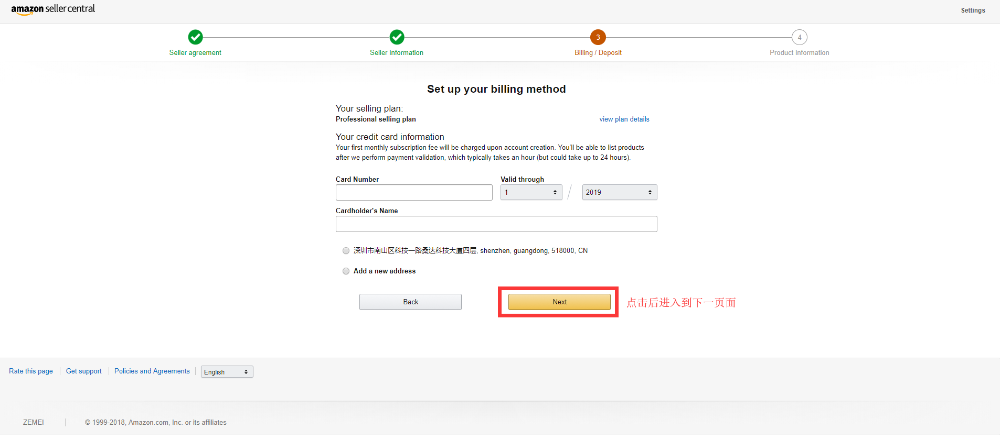 amazon seller central
Settings
3
4
Seller agreement
Seller Information
Billing / Deposit
Product Information
Set up your billing method
Your selling plan:
Professional selling plan
view plan details
Your credit card information
Your first monthly subscription fee will be charged upon account creation. You'll be able to list products
after we perform payment validation, which typically takes an hour (but could take up to 24 hours).
Card Number
Valid through
1
2019
Cardholder's Name
深圳市南山区科技一路桑达科技大厦四层, shenzhen, guangdong, 518000, CN
Add a new address
Back
Next
点击后进入到下一页面
Rate this page
Get support
Policies and Agreements
English
ZEMEI
© 1999-2018, Amazon.com, Inc. or its affiliates